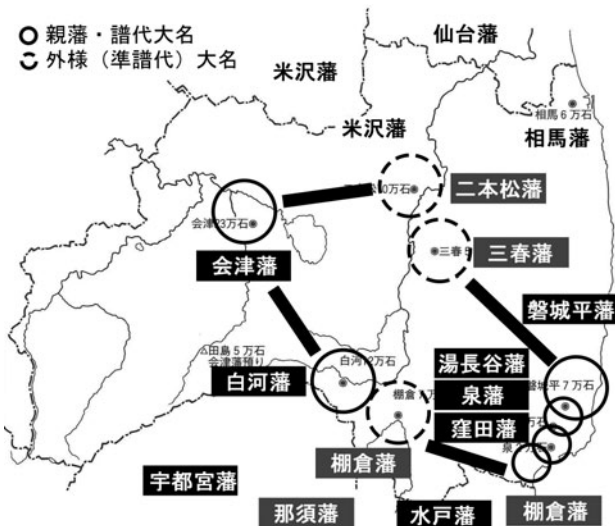 親藩・譜代大名
外様（準譜代）大名
仙台藩
米沢藩
米沢藩
相馬6万石
相馬藩
二本松藩
会津23万石
会津藩
三春藩
磐城平藩
田島5万石
会津藩預り
白河12万石
白河藩
湯長谷藩
磐城平7万石
泉藩
窪田藩
棚倉藩
棚倉藩
宇都宮藩
那須藩
水戸藩